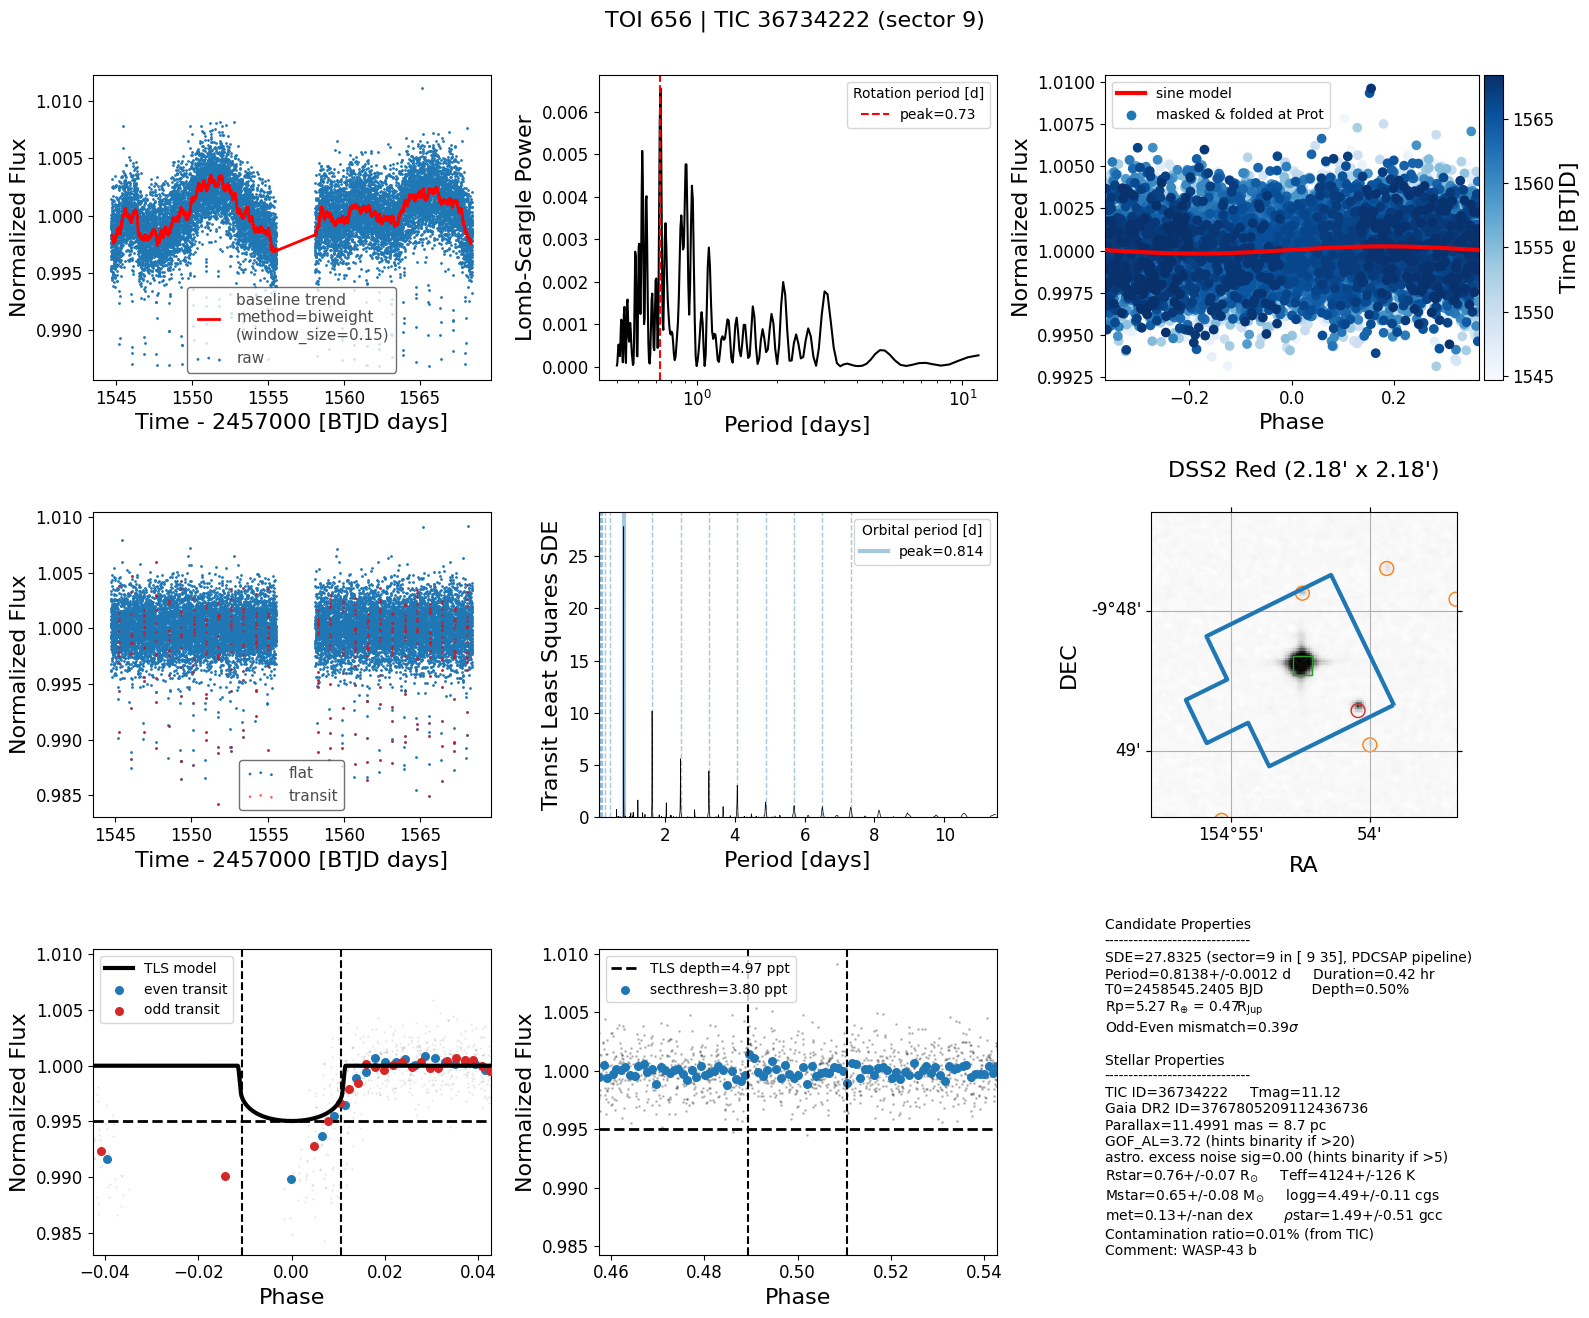 TOI 656 | TIC 36734222 (sector 9)
Normalized Flux
1.010
1.005
1.000
0.995
0.990
baseline trend
method=biweight
(window_size=0.15)
raw
1545 1550 1555 1560 1565
Time - 2457000 [BTJD days]
Lomb-Scargle Power
0.006
0.005
0.004
0.003
0.002
0.001
0.000
Rotation period [d]
peak=0.73
10⁰ 10¹
Period [days]
Normalized Flux
1.0100
1.0075
1.0050
1.0025
1.0000
0.9975
0.9950
0.9925
sine model
masked & folded at Prot
−0.2 0.0 0.2
Phase
1565
1560
1555
1550
1545
Time [BTJD]
Normalized Flux
1.010
1.005
1.000
0.995
0.990
0.985
flat
transit
1545 1550 1555 1560 1565
Time - 2457000 [BTJD days]
Transit Least Squares SDE
25
20
15
10
5
0
Orbital period [d]
peak=0.814
2 4 6 8 10
Period [days]
DSS2 Red (2.18' x 2.18')
DEC
-9°48'
49'
154°55' 54'
RA
Normalized Flux
1.010
1.005
1.000
0.995
0.990
0.985
TLS model
even transit
odd transit
−0.04 −0.02 0.00 0.02 0.04
Phase
Normalized Flux
1.010
1.005
1.000
0.995
0.990
0.985
TLS depth=4.97 ppt
secthresh=3.80 ppt
0.46 0.48 0.50 0.52 0.54
Phase
Candidate Properties
------------------------------
SDE=27.8325 (sector=9 in [ 9 35], PDCSAP pipeline)
Period=0.8138+/-0.0012 d Duration=0.42 hr
T0=2458545.2405 BJD Depth=0.50%
Rp=5.27 R⊕ = 0.47RJup
Odd-Even mismatch=0.39σ
Stellar Properties
------------------------------
TIC ID=36734222 Tmag=11.12
Gaia DR2 ID=3767805209112436736
Parallax=11.4991 mas = 8.7 pc
GOF_AL=3.72 (hints binarity if >20)
astro. excess noise sig=0.00 (hints binarity if >5)
Rstar=0.76+/-0.07 R⊙ Teff=4124+/-126 K
Mstar=0.65+/-0.08 M⊙ logg=4.49+/-0.11 cgs
met=0.13+/-nan dex ρstar=1.49+/-0.51 gcc
Contamination ratio=0.01% (from TIC)
Comment: WASP-43 b